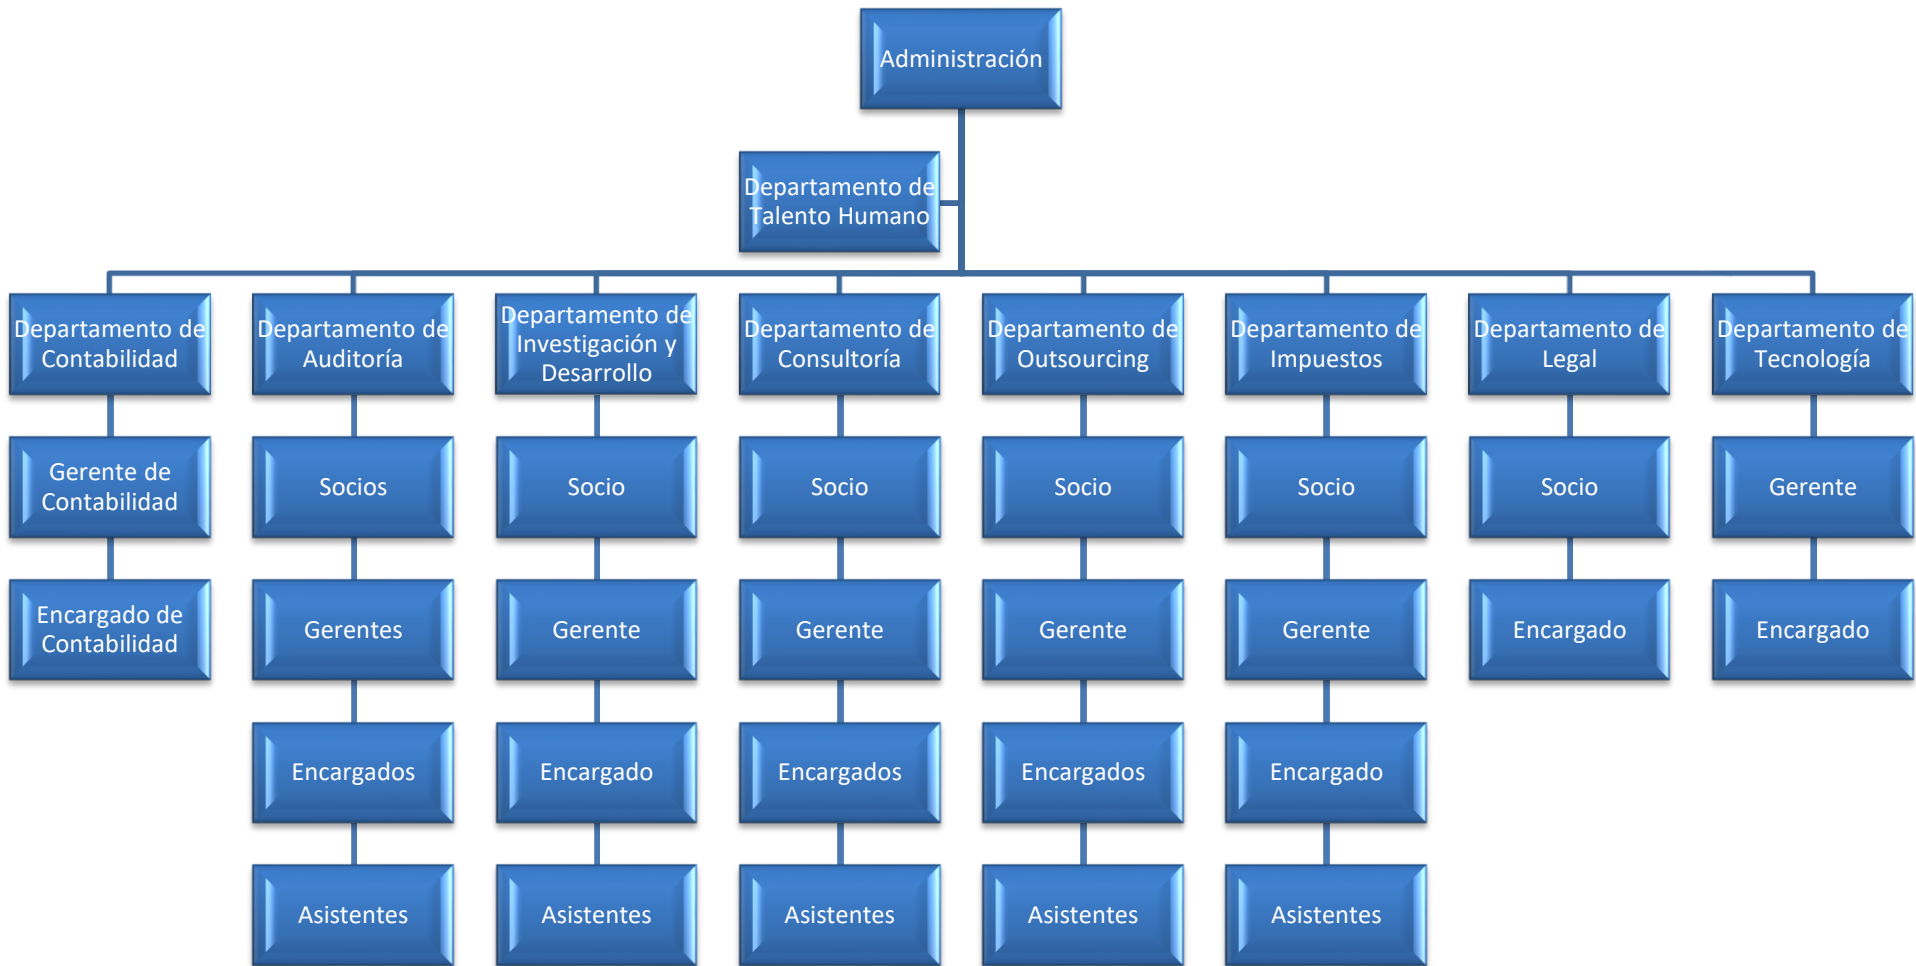 Administración
Departamento de
Talento Humano
Departamento de
Contabilidad
Departamento de
Auditoría
Departamento de
Investigación y
Desarrollo
Departamento de
Consultoría
Departamento de
Outsourcing
Departamento de
Impuestos
Departamento de
Legal
Departamento de
Tecnología
Gerente de
Contabilidad
Socios
Socio
Socio
Socio
Socio
Socio
Gerente
Encargado de
Contabilidad
Gerentes
Gerente
Gerente
Gerente
Gerente
Encargado
Encargado
Encargados
Encargado
Encargados
Encargados
Encargado
Asistentes
Asistentes
Asistentes
Asistentes
Asistentes